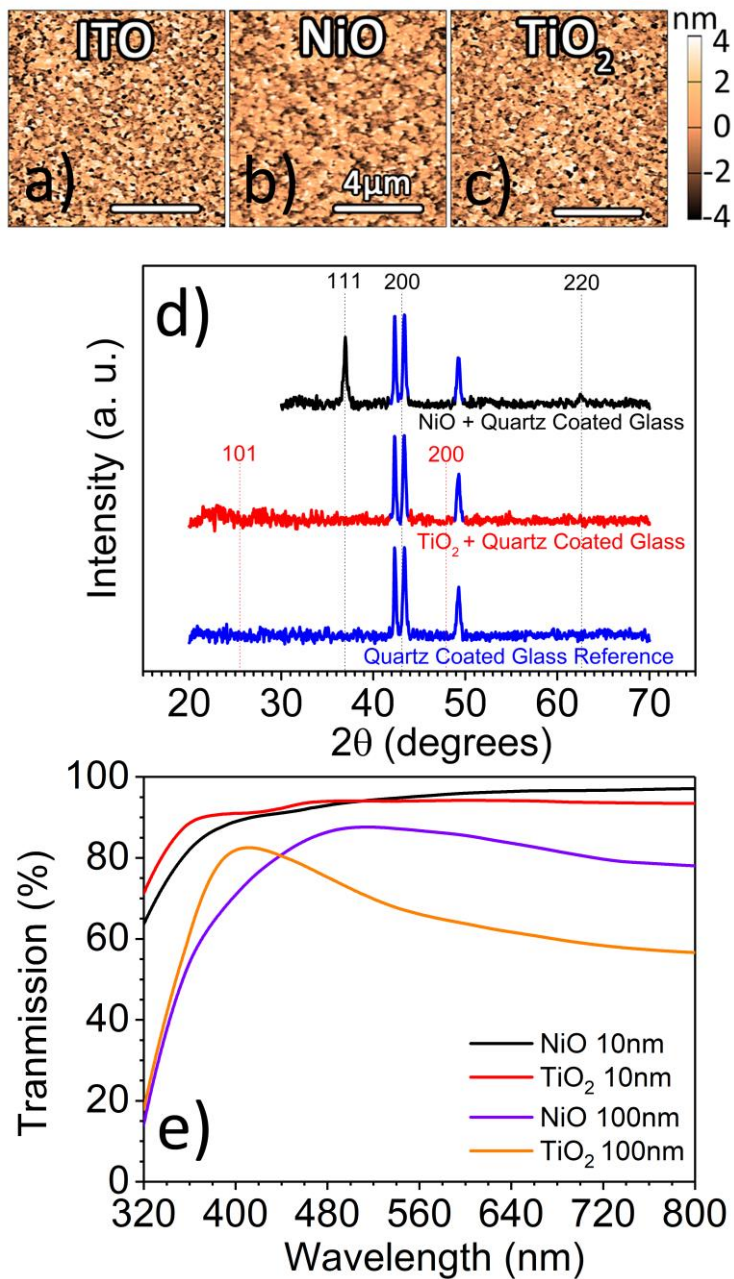 nm
ITO NiO TiO₂ 4
2
0
-2
a) b) 4µm c) -4
111 200 220
d)
NiO + Quartz Coated Glass
101 200
TiO₂ + Quartz Coated Glass
Quartz Coated Glass Reference
Intensity (a. u.)
20 30 40 50 60 70
2θ (degrees)
100
80
60
40
20
0
Tranmission (%)
NiO 10nm
TiO₂ 10nm
NiO 100nm
TiO₂ 100nm
e)
320 400 480 560 640 720 800
Wavelength (nm)